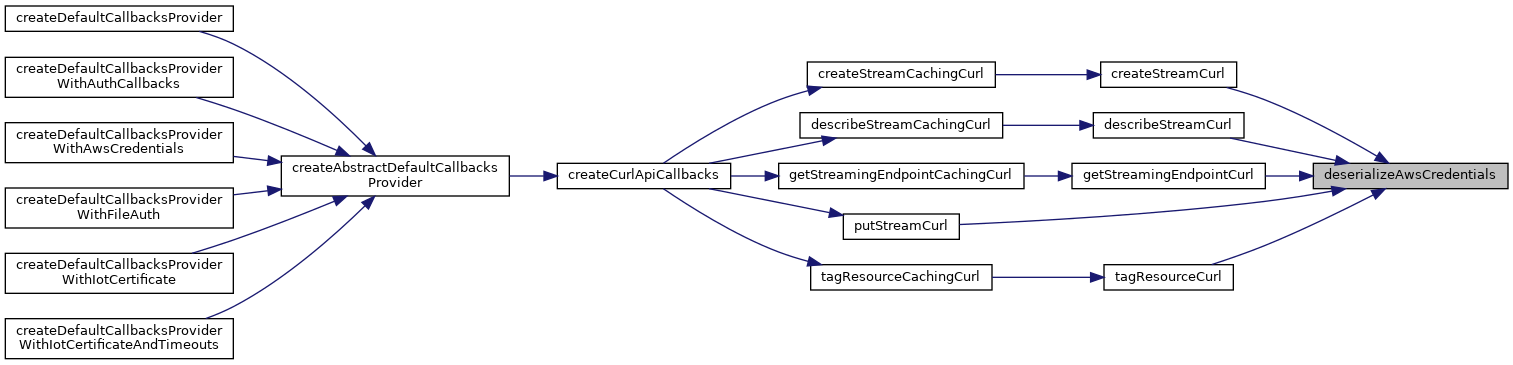 createDefaultCallbacksProvider
createDefaultCallbacksProvider
WithAuthCallbacks
createDefaultCallbacksProvider
WithAwsCredentials
createDefaultCallbacksProvider
WithFileAuth
createDefaultCallbacksProvider
WithIotCertificate
createDefaultCallbacksProvider
WithIotCertificateAndTimeouts
createAbstractDefaultCallbacks
Provider
createCurlApiCallbacks
createStreamCachingCurl
describeStreamCachingCurl
getStreamingEndpointCachingCurl
putStreamCurl
tagResourceCachingCurl
createStreamCurl
describeStreamCurl
getStreamingEndpointCurl
tagResourceCurl
deserializeAwsCredentials